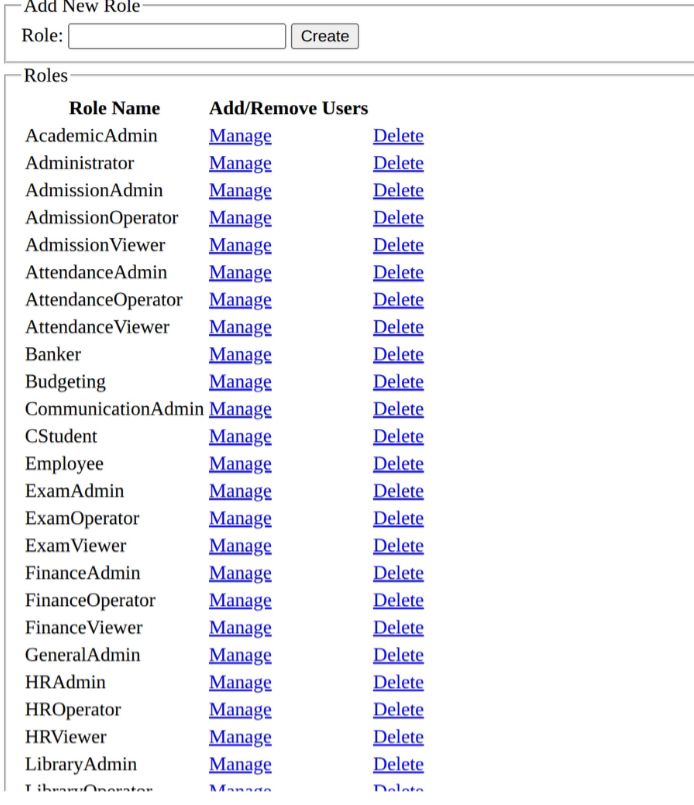 Add New Role
Role: Create
Roles
Role Name Add/Remove Users
AcademicAdmin Manage Delete
Administrator Manage Delete
AdmissionAdmin Manage Delete
AdmissionOperator Manage Delete
AdmissionViewer Manage Delete
AttendanceAdmin Manage Delete
AttendanceOperator Manage Delete
AttendanceViewer Manage Delete
Banker Manage Delete
Budgeting Manage Delete
CommunicationAdmin Manage Delete
CStudent Manage Delete
Employee Manage Delete
ExamAdmin Manage Delete
ExamOperator Manage Delete
ExamViewer Manage Delete
FinanceAdmin Manage Delete
FinanceOperator Manage Delete
FinanceViewer Manage Delete
GeneralAdmin Manage Delete
HRAdmin Manage Delete
HROperator Manage Delete
HRViewer Manage Delete
LibraryAdmin Manage Delete
LibraryOperator Manage Delete